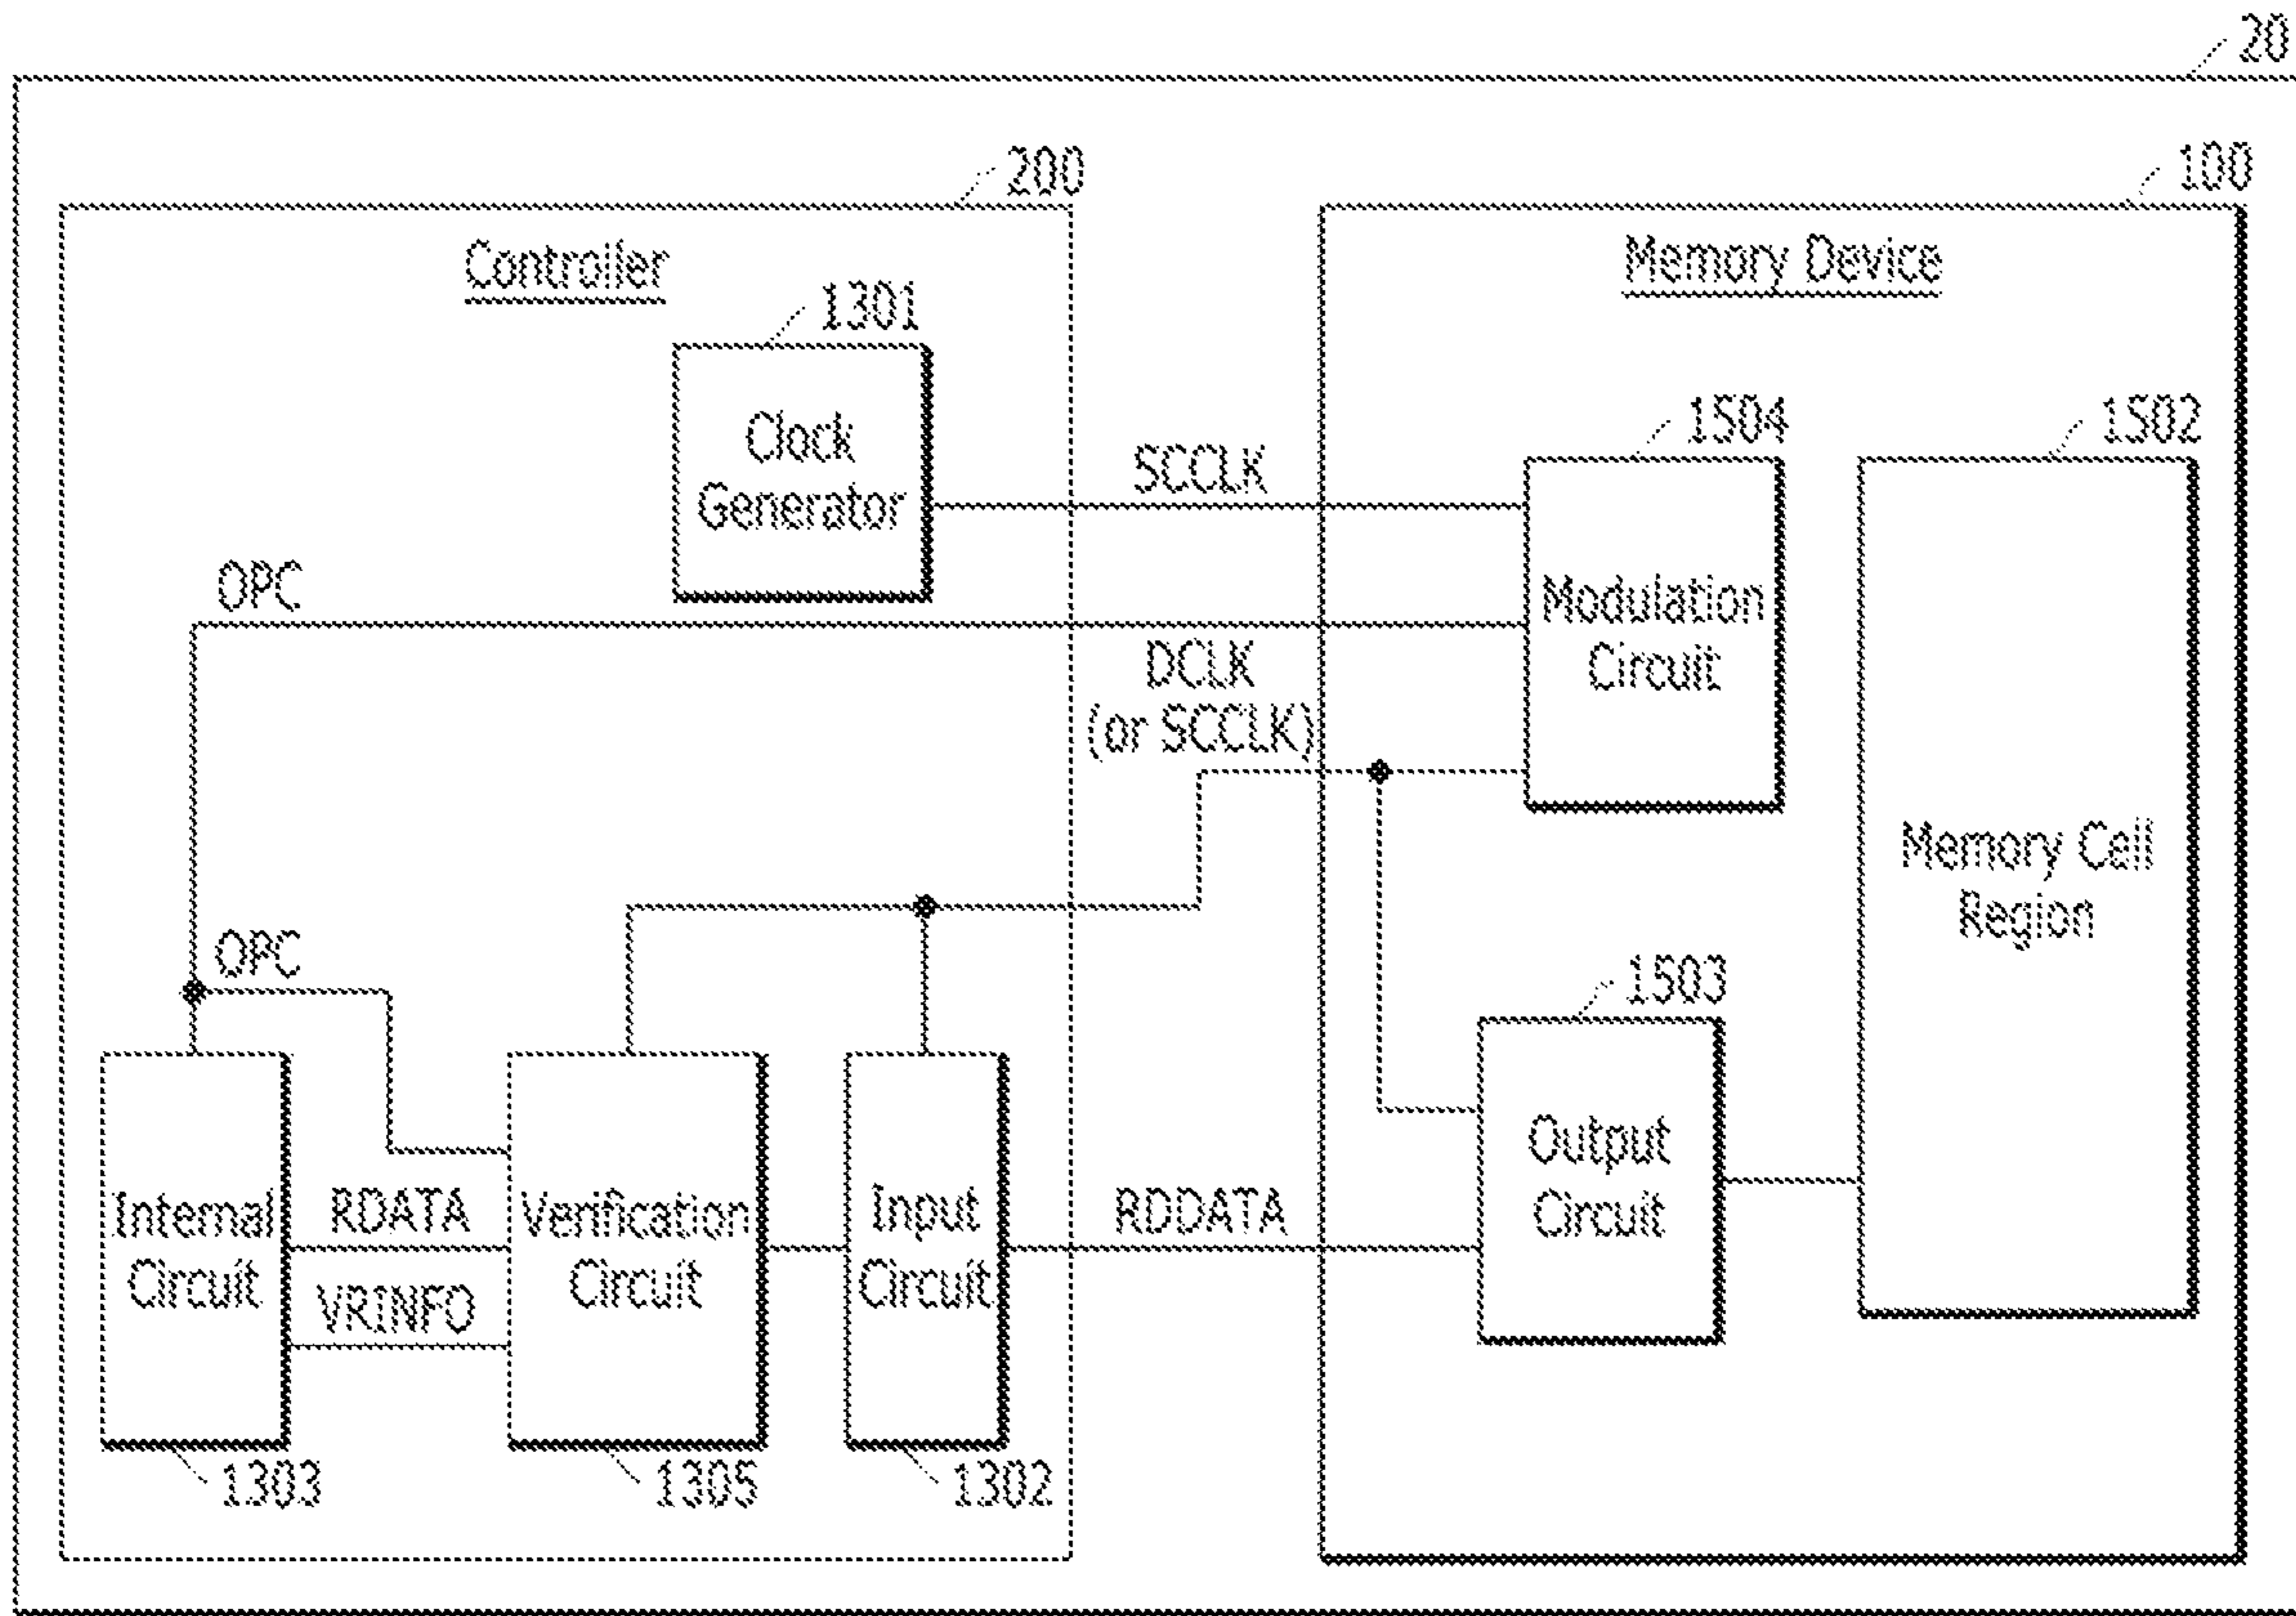 20
200
100
Controller
Memory Device
1301
Clock
Generator
1504
1502
SCCLK
OPC
Modulation
Circuit
DCLK
(or SCCLK)
Memory Cell
Region
OPC
1503
Output
Circuit
Internal
Circuit
RDATA
VRINFO
Verification
Circuit
Input
Circuit
RDDATA
1303
1305
1302